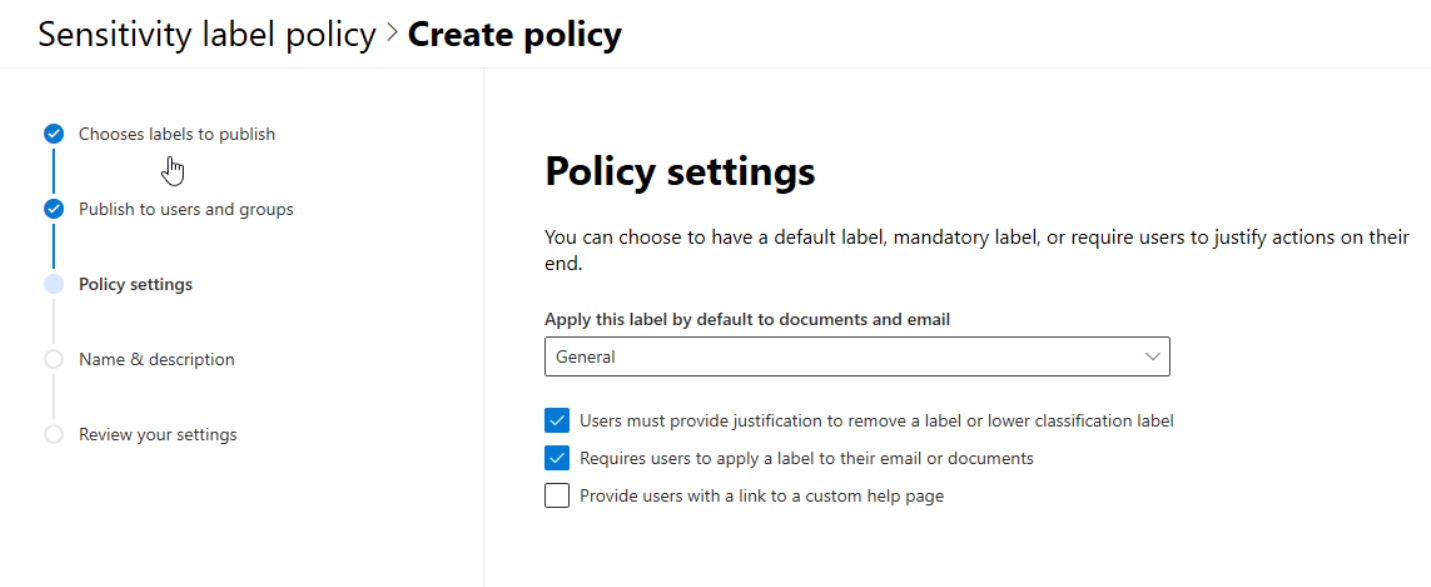 Sensitivity label policy > Create policy
Chooses labels to publish
Publish to users and groups
Policy settings
Name & description
Review your settings
Policy settings
You can choose to have a default label, mandatory label, or require users to justify actions on their
end.
Apply this label by default to documents and email
General
Users must provide justification to remove a label or lower classification label
Requires users to apply a label to their email or documents
Provide users with a link to a custom help page